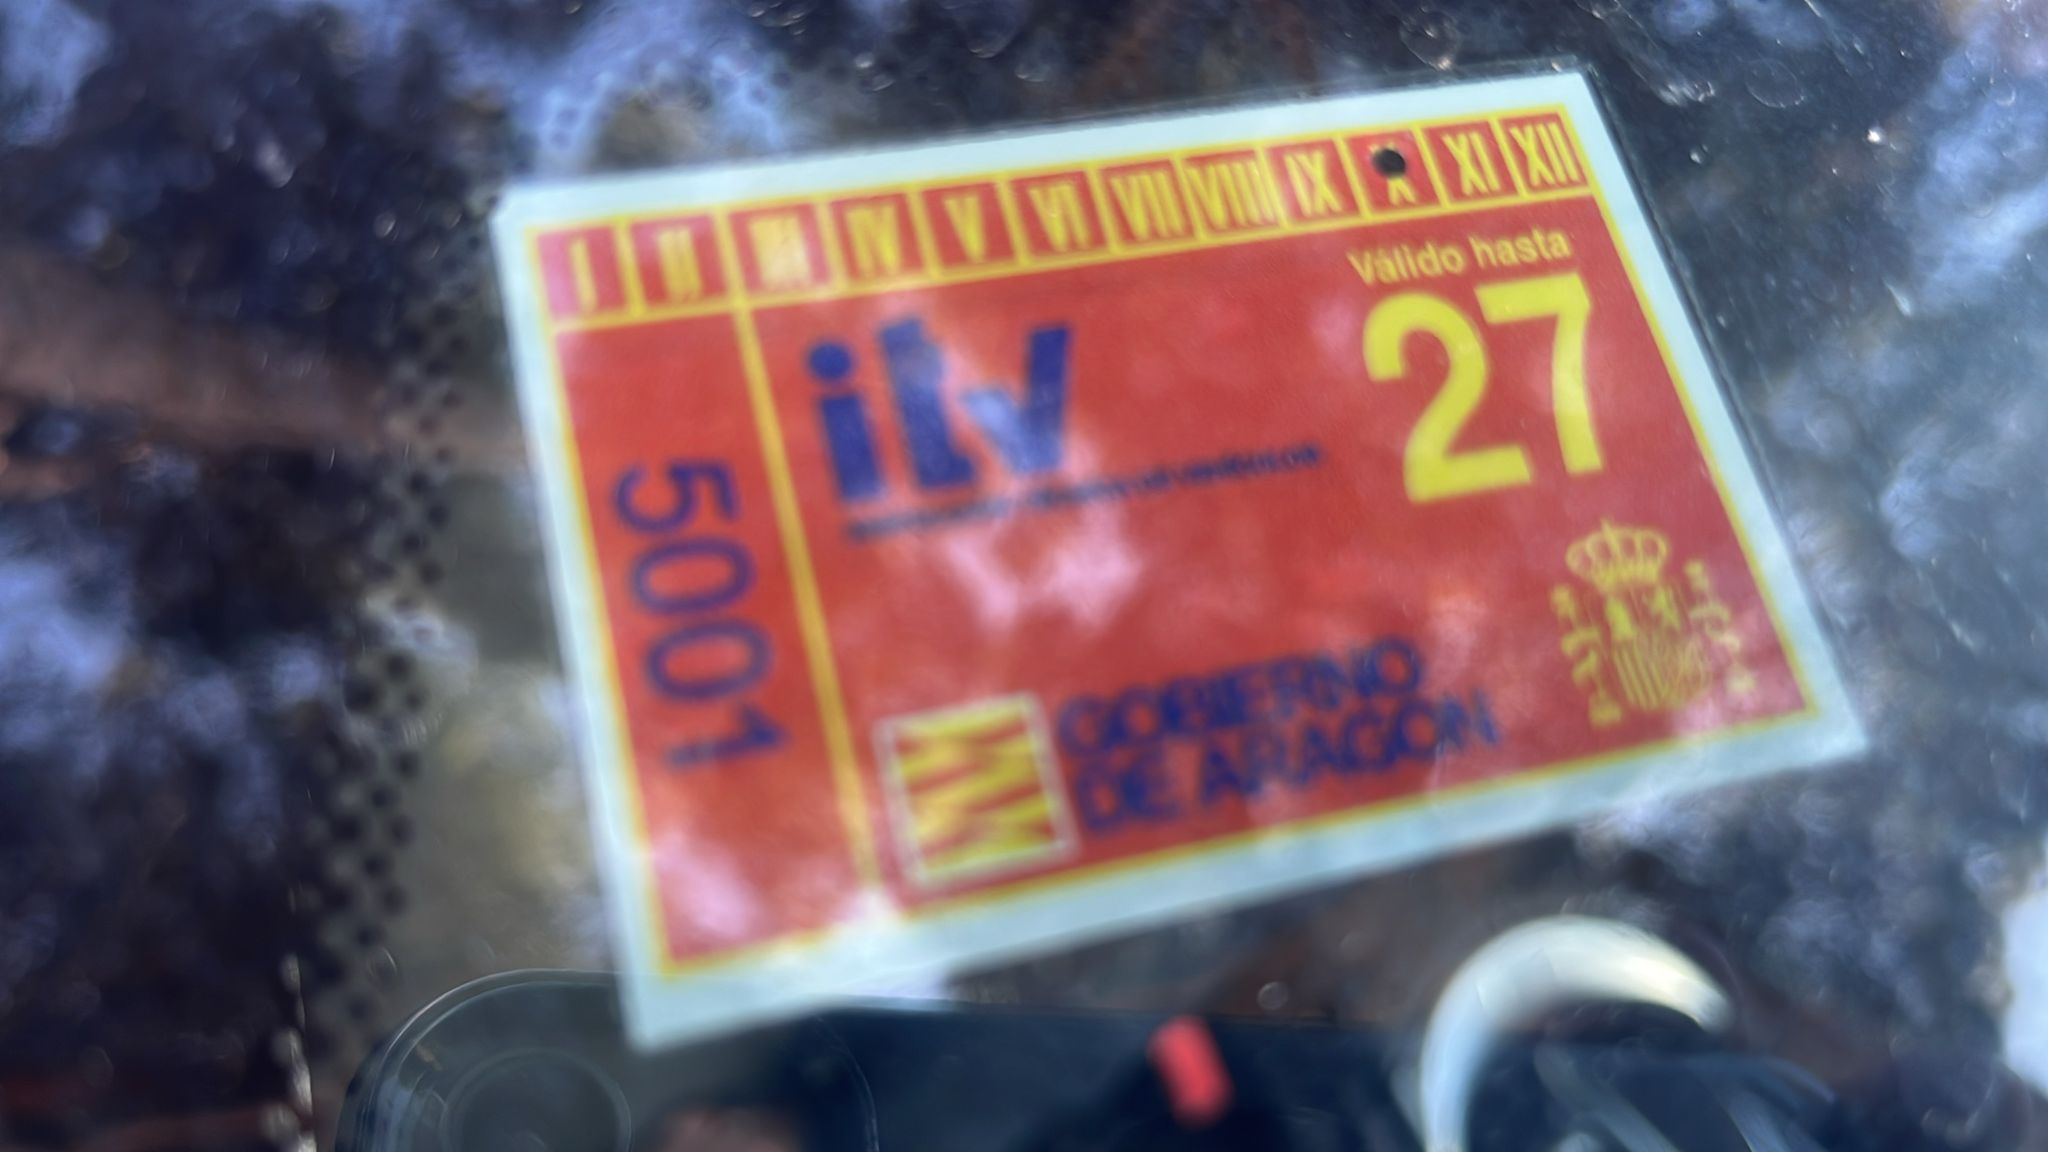 I II III IV V VI VII VIII IX X XI XII
Válido hasta
27
itv
5001
GOBIERNO
DE ARAGON